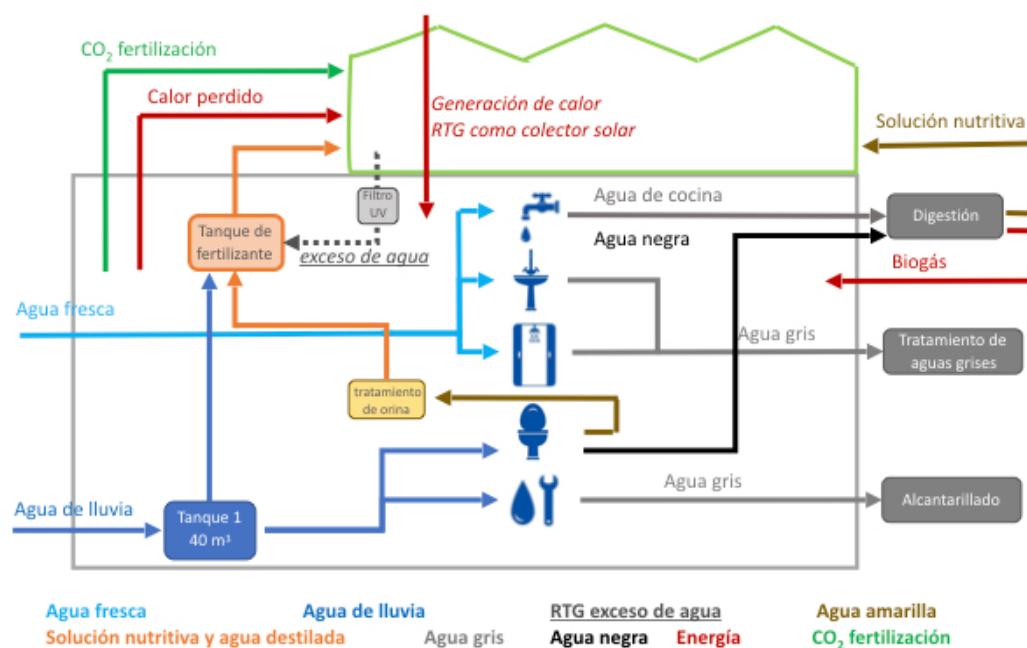 CO₂ fertilización
Calor perdido
Generación de calor
RTG como colector solar
Solución nutritiva
Filtro
UV
Agua de cocina
Digestión
Tanque de
fertilizante
exceso de agua
Agua negra
Biogás
Agua fresca
Agua gris
Tratamiento de
aguas grises
tratamiento
de orina
Agua de lluvia
Tanque 1
40 m³
Agua gris
Alcantarillado
Agua fresca Agua de lluvia RTG exceso de agua Agua amarilla
Solución nutritiva y agua destilada Agua gris Agua negra Energía CO₂ fertilización